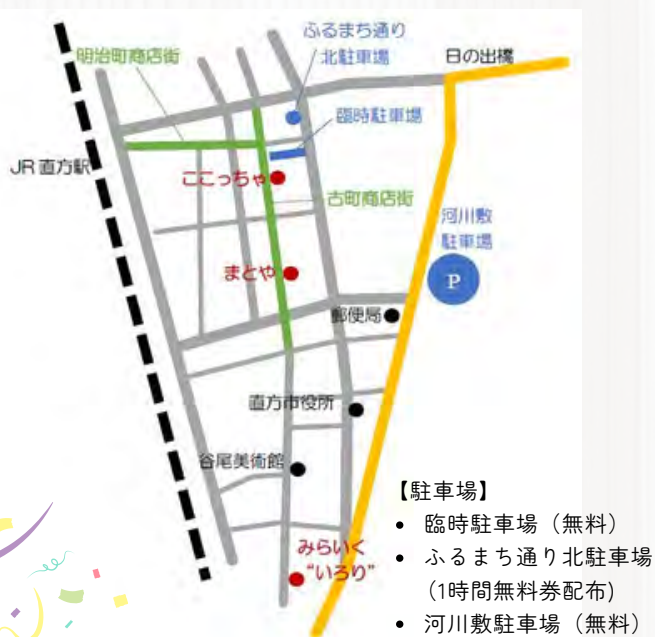 ふるまち通り
北駐車場
日の出橋
明治町商店街
臨時駐車場
JR 直方駅
ここっちゃ
古町商店街
河川敷
駐車場
P
まとや
郵便局
直方市役所
谷尾美術館
みらいく
“いろり”
【駐車場】
• 臨時駐車場（無料）
• ふるまち通り北駐車場
(1時間無料券配布)
• 河川敷駐車場（無料）